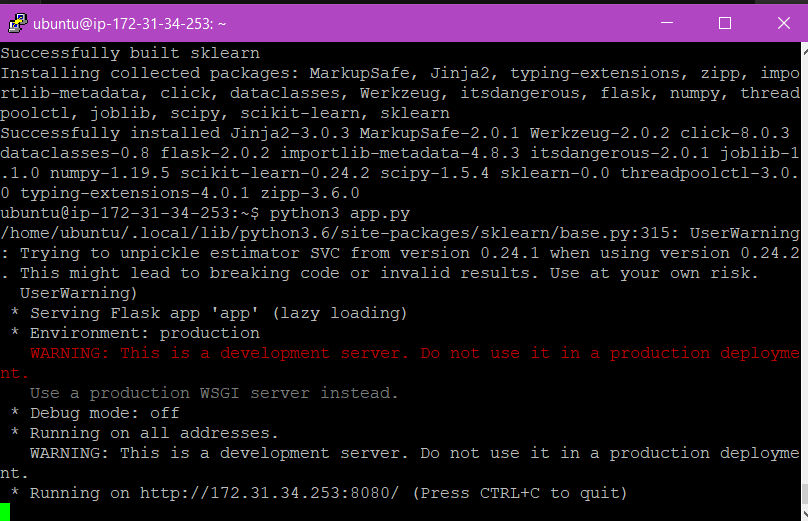 ubuntu@ip-172-31-34-253: ~
Successfully built sklearn
Installing collected packages: MarkupSafe, Jinja2, typing-extensions, zipp, impo
rtlib-metadata, click, dataclasses, Werkzeug, itsdangerous, flask, numpy, thread
poolctl, joblib, scipy, scikit-learn, sklearn
Successfully installed Jinja2-3.0.3 MarkupSafe-2.0.1 Werkzeug-2.0.2 click-8.0.3
dataclasses-0.8 flask-2.0.2 importlib-metadata-4.8.3 itsdangerous-2.0.1 joblib-1
.1.0 numpy-1.19.5 scikit-learn-0.24.2 scipy-1.5.4 sklearn-0.0 threadpoolctl-3.0.
0 typing-extensions-4.0.1 zipp-3.6.0
ubuntu@ip-172-31-34-253:~$ python3 app.py
/home/ubuntu/.local/lib/python3.6/site-packages/sklearn/base.py:315: UserWarning
: Trying to unpickle estimator SVC from version 0.24.1 when using version 0.24.2
. This might lead to breaking code or invalid results. Use at your own risk.
  UserWarning)
 * Serving Flask app 'app' (lazy loading)
 * Environment: production
   WARNING: This is a development server. Do not use it in a production deployme
nt.
   Use a production WSGI server instead.
 * Debug mode: off
 * Running on all addresses.
   WARNING: This is a development server. Do not use it in a production deployme
nt.
 * Running on http://172.31.34.253:8080/ (Press CTRL+C to quit)